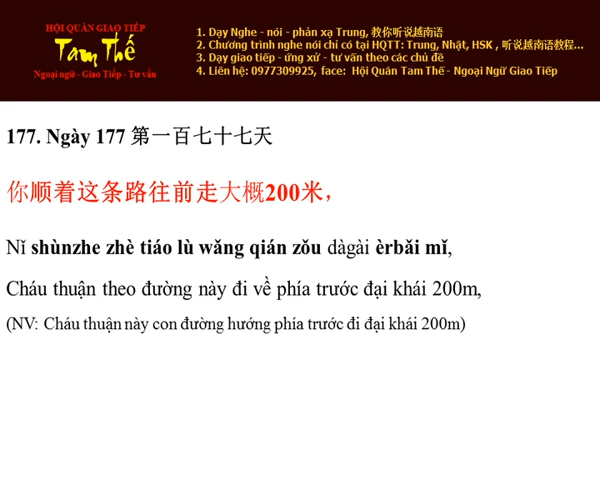 HỘI QUÁN GIAO TIẾP
Tam Thế
Ngoại ngữ - Giao Tiếp - Tư vấn
1. Dạy Nghe - nói - phản xạ Trung, 教你听说越南语
2. Chương trình nghe nói chỉ có tại HQTT: Trung, Nhật, HSK , 听说越南语教程...
3. Dạy giao tiếp - ứng xử - tư vấn theo các chủ đề
4. Liên hệ: 0977309925, face: Hội Quán Tam Thế - Ngoại Ngữ Giao Tiếp
177. Ngày 177 第一百七十七天
你顺着这条路往前走大概200米，
Nǐ shùnzhe zhè tiáo lù wǎng qián zǒu dàgài èrbǎi mǐ,
Cháu thuận theo đường này đi về phía trước đại khái 200m,
(NV: Cháu thuận này con đường hướng phía trước đi đại khái 200m)